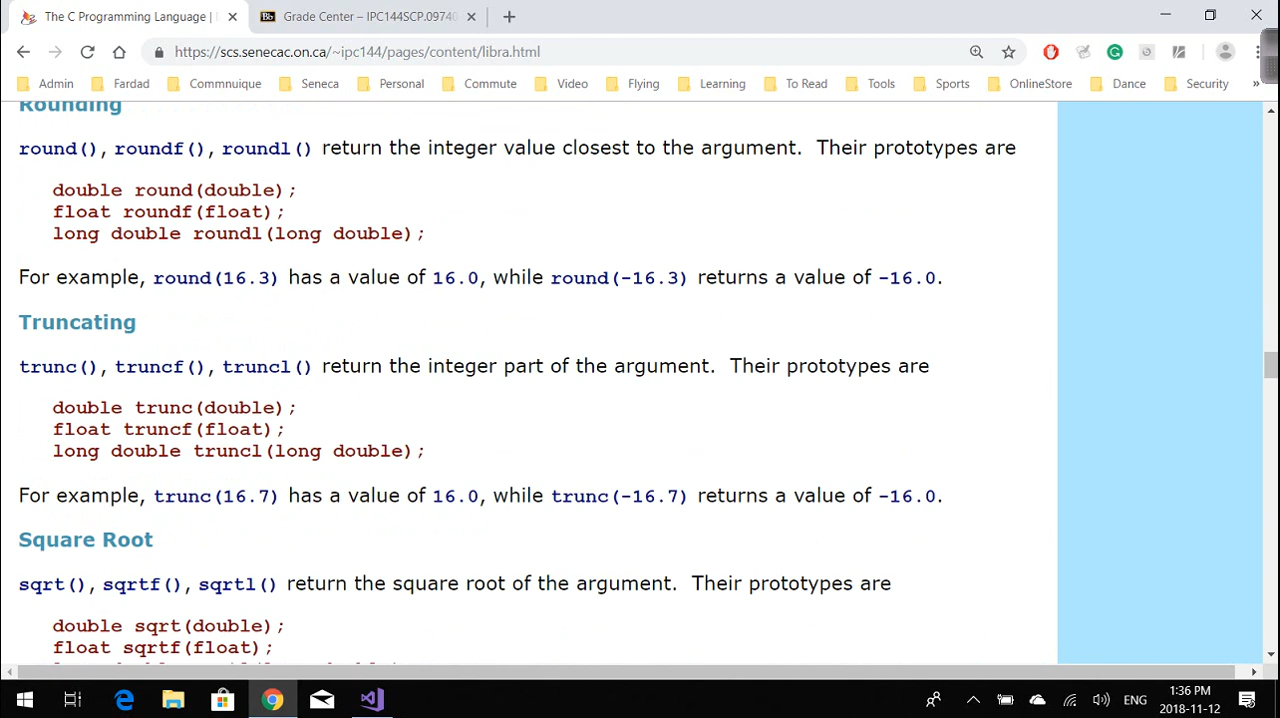 The C Programming Language |
Grade Center – IPC144SCP.09740
https://scs.senecac.on.ca/~ipc144/pages/content/libra.html
Admin Fardad Commnuique Seneca Personal Commute Video Flying Learning To Read Tools Sports OnlineStore Dance Security »
Rounding
round(), roundf(), roundl() return the integer value closest to the argument. Their prototypes are
double round(double);
float roundf(float);
long double roundl(long double);
For example, round(16.3) has a value of 16.0, while round(-16.3) returns a value of -16.0.
Truncating
trunc(), truncf(), truncl() return the integer part of the argument. Their prototypes are
double trunc(double);
float truncf(float);
long double truncl(long double);
For example, trunc(16.7) has a value of 16.0, while trunc(-16.7) returns a value of -16.0.
Square Root
sqrt(), sqrtf(), sqrtl() return the square root of the argument. Their prototypes are
double sqrt(double);
float sqrtf(float);
ENG
1:36 PM
2018-11-12